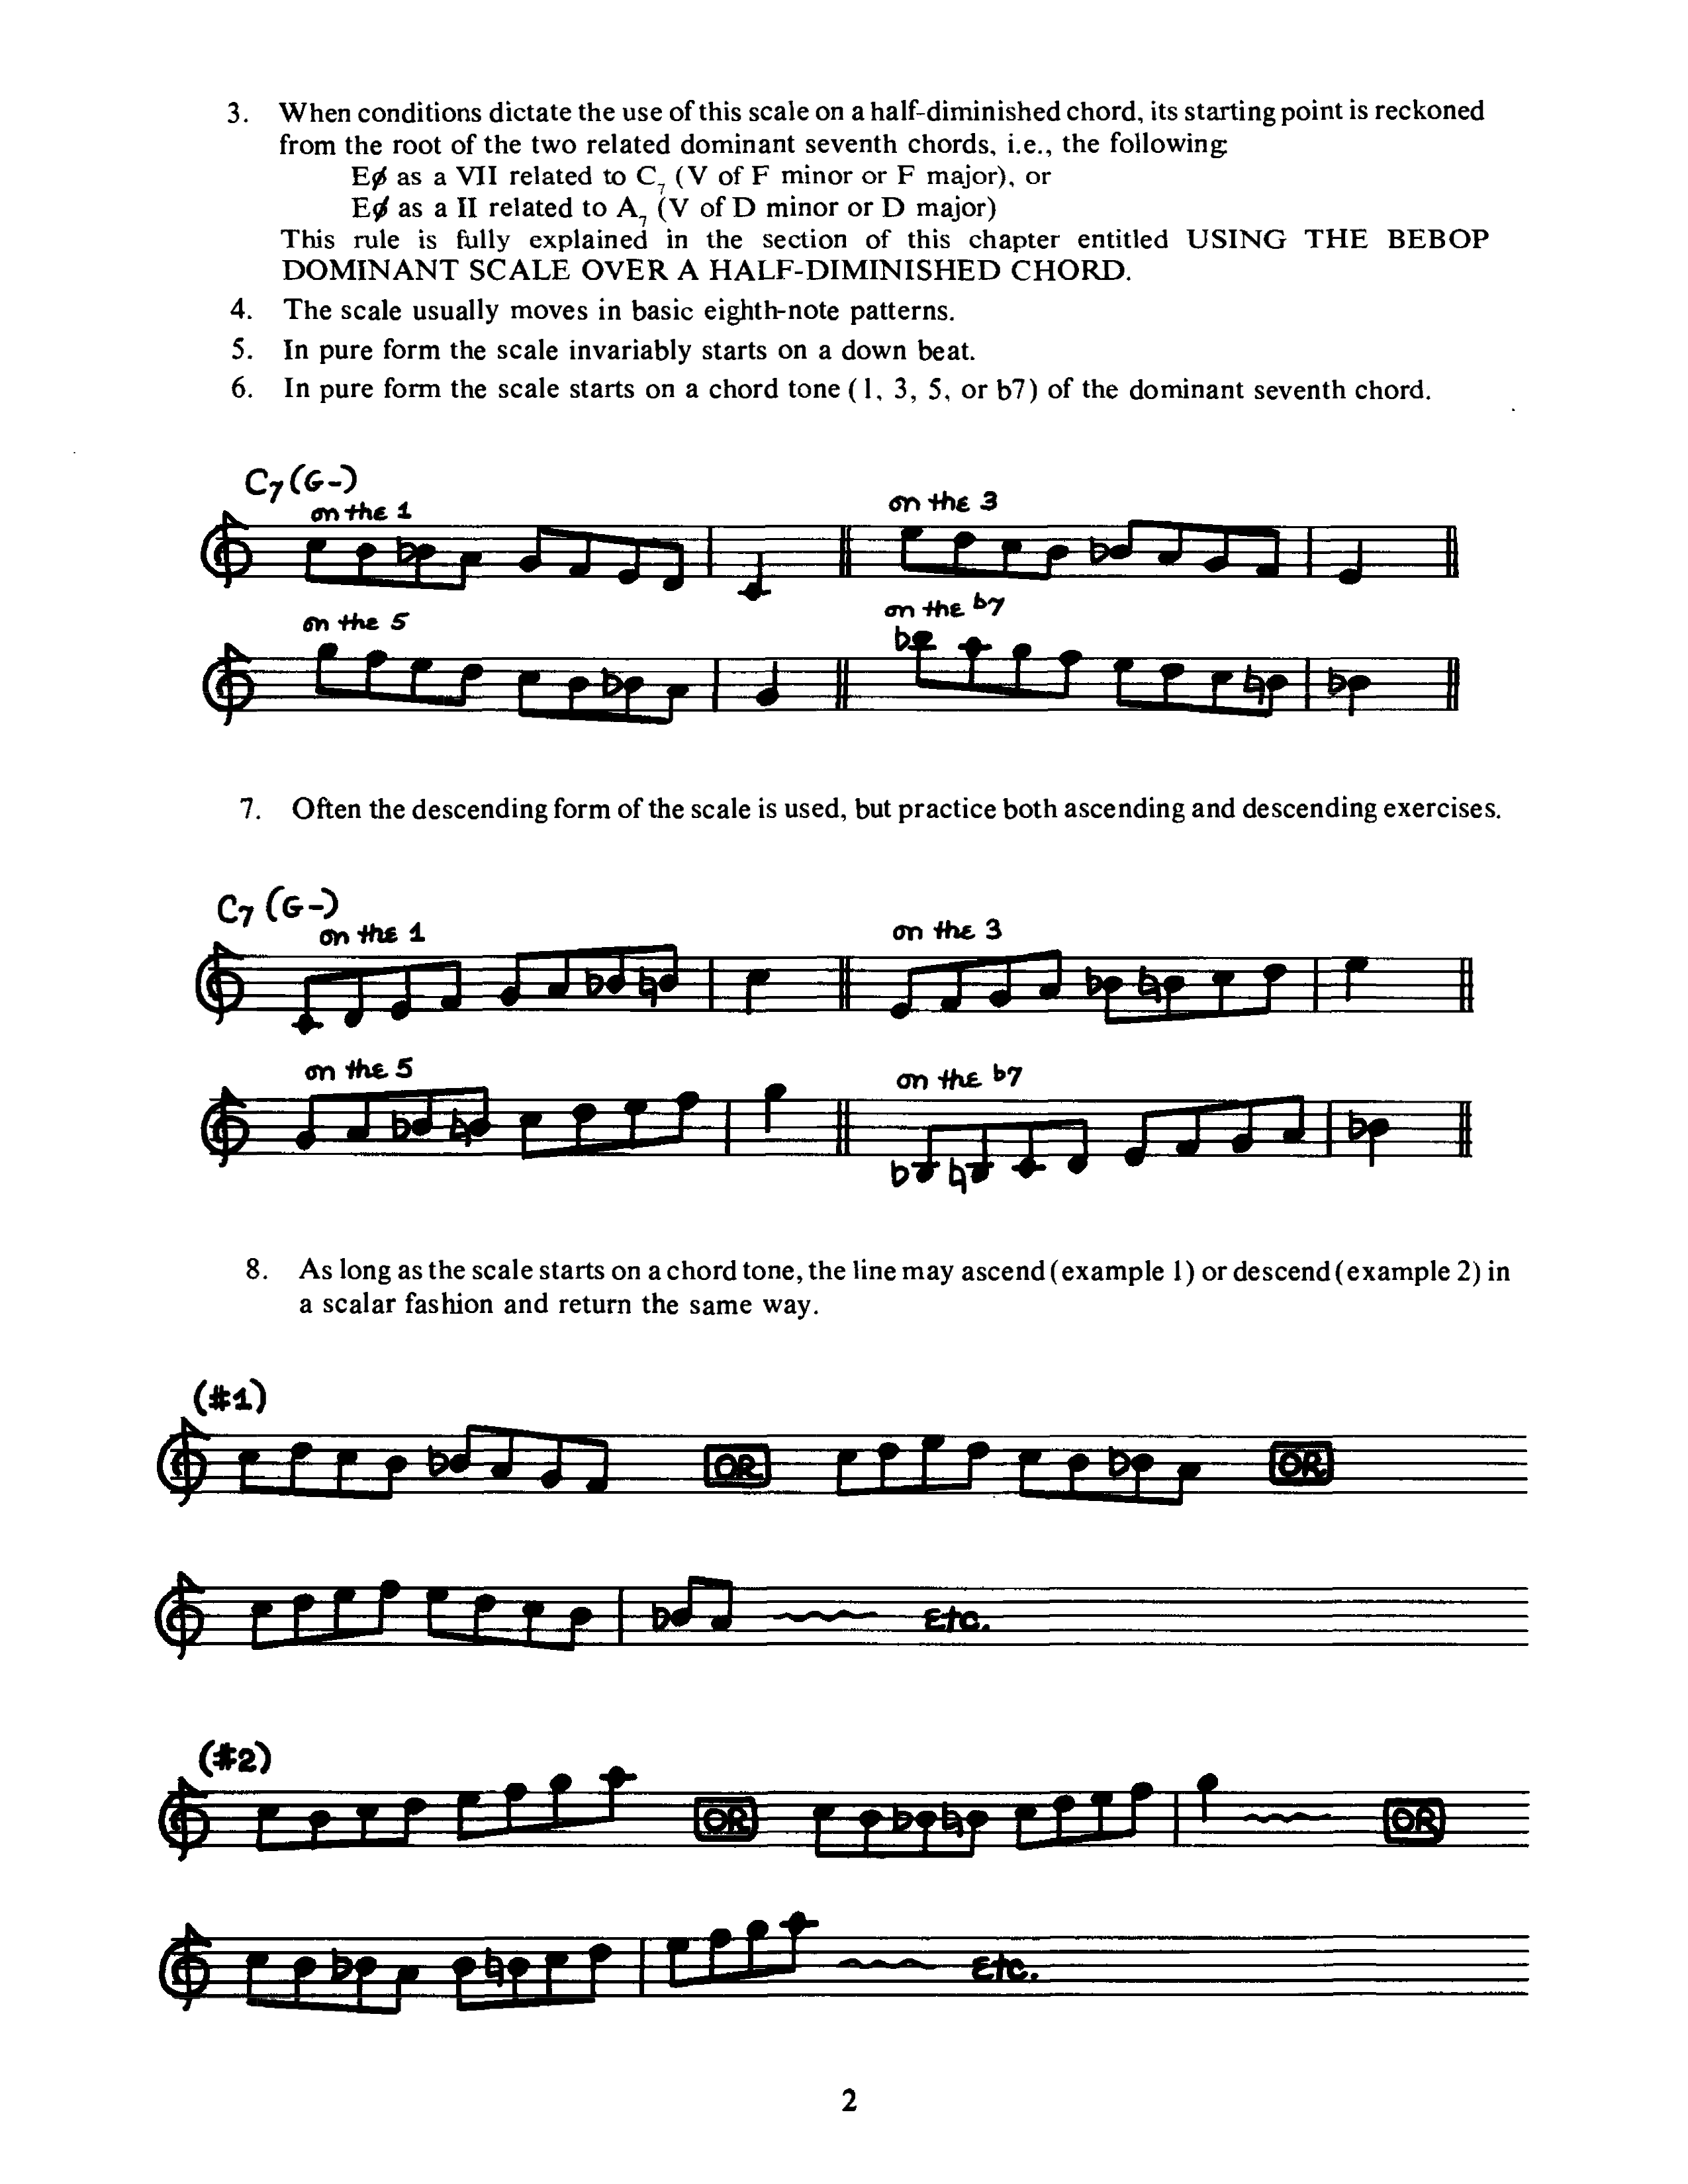 3. When conditions dictate the use of this scale on a half-diminished chord, its starting point is reckoned
from the root of the two related dominant seventh chords, i.e., the following:
Eø as a VII related to C7 (V of F minor or F major), or
Eø as a II related to A7 (V of D minor or D major)
This rule is fully explained in the section of this chapter entitled USING THE BEBOP
DOMINANT SCALE OVER A HALF-DIMINISHED CHORD.
4. The scale usually moves in basic eighth-note patterns.
5. In pure form the scale invariably starts on a down beat.
6. In pure form the scale starts on a chord tone (1, 3, 5, or b7) of the dominant seventh chord.
C7 (G-)
on the 1
on the 3
on the 5
on the b7
7. Often the descending form of the scale is used, but practice both ascending and descending exercises.
C7 (G-)
on the 1
on the 3
on the 5
on the b7
8. As long as the scale starts on a chord tone, the line may ascend (example 1) or descend (example 2) in
a scalar fashion and return the same way.
(#1)
OR
OR
Etc.
(#2)
OR
OR
Etc.
2